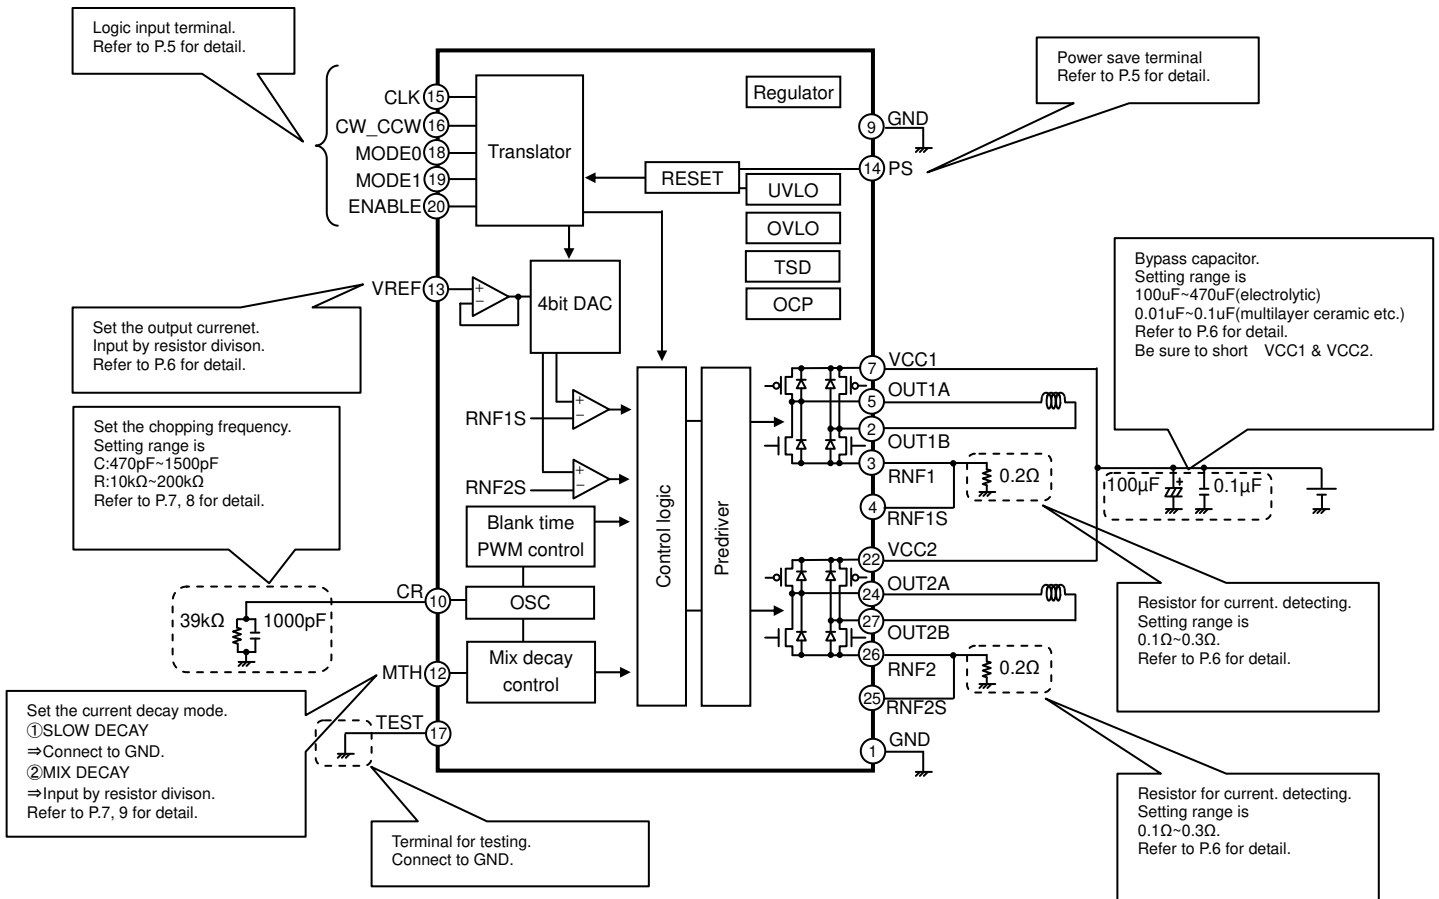 Logic input terminal.
Refer to P.5 for detail.
Power save terminal
Refer to P.5 for detail.
CLK 15
CW_CCW 16
MODE0 18
MODE1 19
ENABLE 20
Translator
Regulator
9 GND
14 PS
RESET
UVLO
OVLO
TSD
OCP
VREF 13
+
−
4bit DAC
Set the output currenet.
Input by resistor divison.
Refer to P.6 for detail.
Bypass capacitor.
Setting range is
100uF~470uF(electrolytic)
0.01uF~0.1uF(multilayer ceramic etc.)
Refer to P.6 for detail.
Be sure to short VCC1 & VCC2.
Set the chopping frequency.
Setting range is
C:470pF~1500pF
R:10kΩ~200kΩ
Refer to P.7, 8 for detail.
RNF1S
+
−
RNF2S
+
−
Control logic
Predriver
7 VCC1
5 OUT1A
2 OUT1B
3 RNF1
4 RNF1S
0.2Ω
100µF
+
0.1µF
Blank time
PWM control
OSC
Mix decay
control
22 VCC2
24 OUT2A
27 OUT2B
26 RNF2
25 RNF2S
0.2Ω
1 GND
CR 10
39kΩ
1000pF
MTH 12
TEST 17
Set the current decay mode.
①SLOW DECAY
⇒Connect to GND.
②MIX DECAY
⇒Input by resistor divison.
Refer to P.7, 9 for detail.
Terminal for testing.
Connect to GND.
Resistor for current. detecting.
Setting range is
0.1Ω~0.3Ω.
Refer to P.6 for detail.
Resistor for current. detecting.
Setting range is
0.1Ω~0.3Ω.
Refer to P.6 for detail.